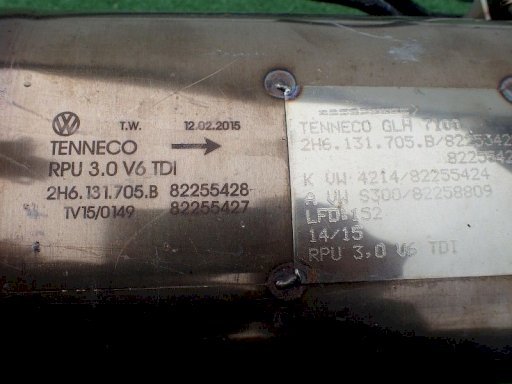 T.W. 12.02.2015
TENNECO
RPU 3.0 V6 TDI
2H6.131.705.B 82255428
TV15/0149 82255427
TENNECO GLH
2H6.131.705.B/82253424
K VW 4214/82255424
A VW S300/82258809
LFD:152
14/15
RPU 3.0 V6 TDI